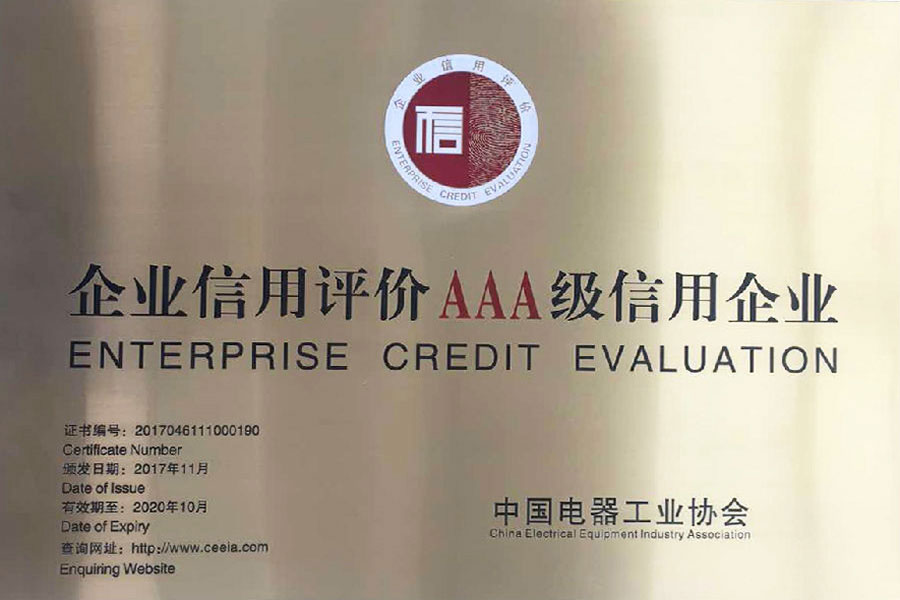 企业信用评价
信
ENTERPRISE CREDIT EVALUATION
企业信用评价AAA级信用企业
ENTERPRISE CREDIT EVALUATION
证书编号：2017046111000190
Certificate Number
颁发日期：2017年11月
Date of Issue
有效期至：2020年10月
Date of Expiry
查询网址：http://www.ceeia.com
Enquiring Website
中国电器工业协会
China Electrical Equipment Industry Association